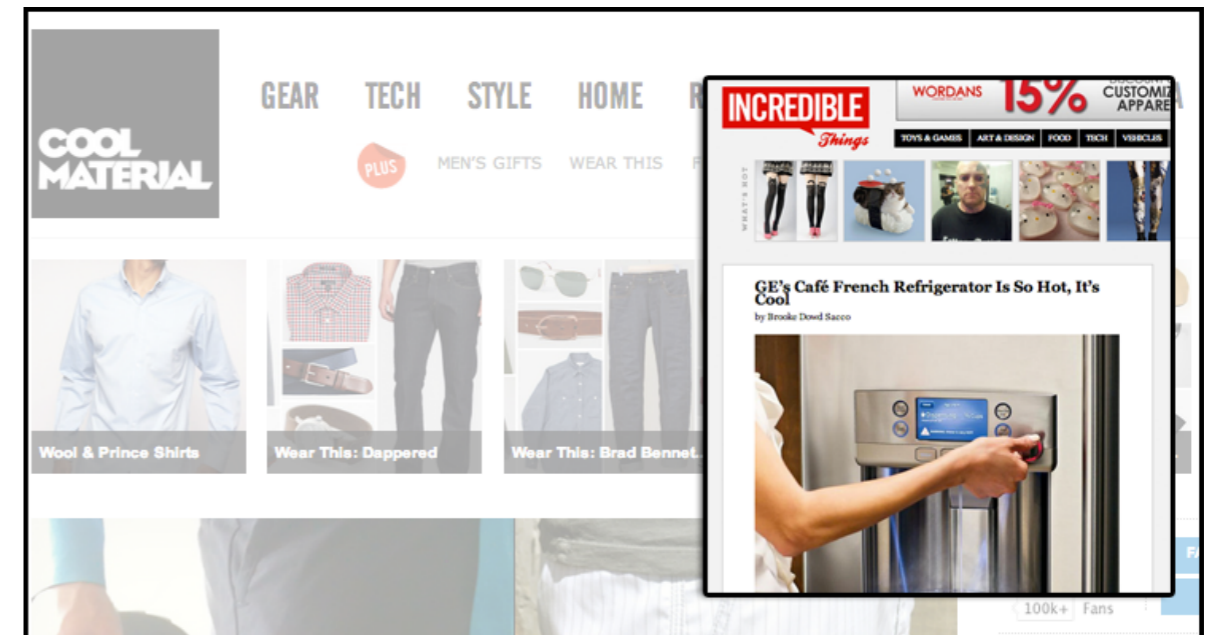 COOL
MATERIAL
GEAR TECH STYLE HOME
PLUS MEN'S GIFTS WEAR THIS
Wool & Prince Shirts
Wear This: Dappered
Wear This: Brad Bennet..
INCREDIBLE
Things
WORDANS 15% CUSTOMIZ
APPARE
TOYS & GAMES ART & DESIGN FOOD TECH VEHICLES
WHAT'S HOT
GE's Café French Refrigerator Is So Hot, It's
Cool
by Brooke Dowd Sacco
100k+ Fans